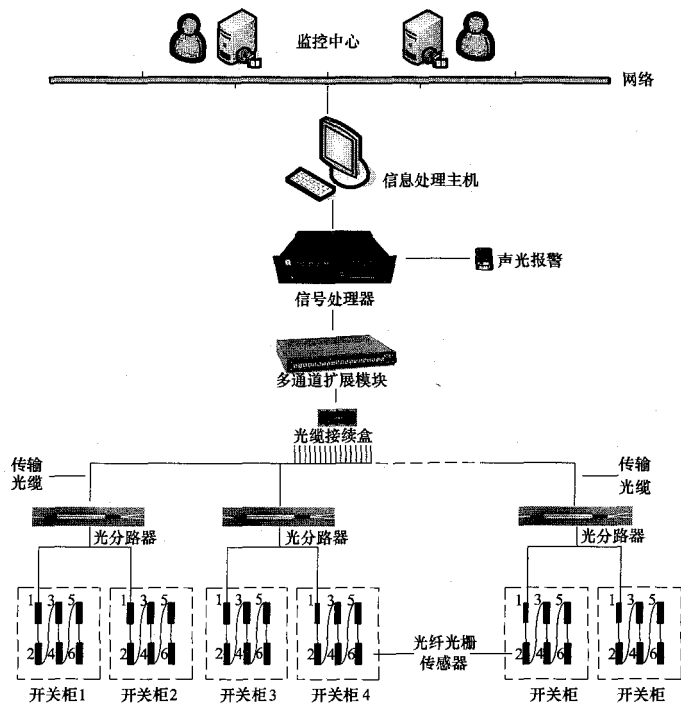 监控中心
网络
信息处理主机
声光报警
信号处理器
多通道扩展模块
光缆接续盒
传输
光缆
传输
光缆
光分路器
光分路器
光分路器
1 3 5
1 3 5
1 3 5
1 3 5
1 3 5
1 3 5
2 4 6
2 4 6
2 4 6
2 4 6
2 4 6
2 4 6
光纤光栅
传感器
开关柜1
开关柜2
开关柜3
开关柜4
开关柜
开关柜